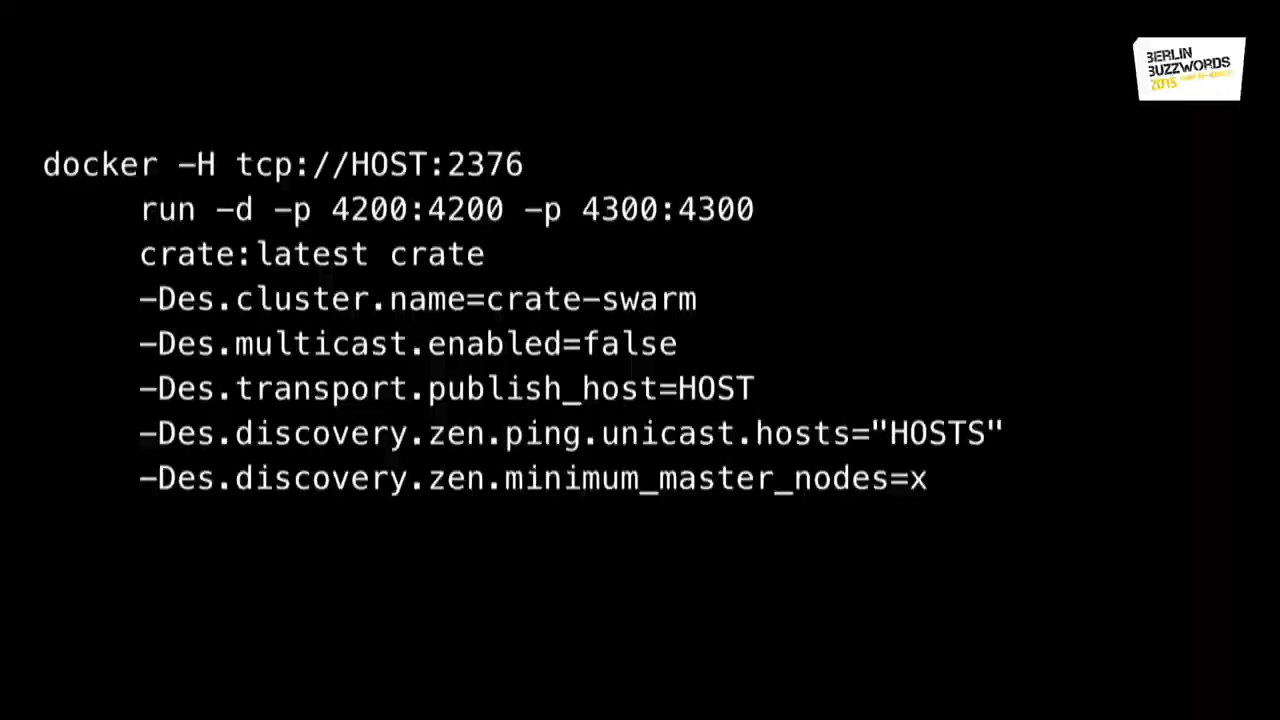 BERLIN
BUZZWORDS
2015
docker -H tcp://HOST:2376
run -d -p 4200:4200 -p 4300:4300
crate:latest crate
-Des.cluster.name=crate-swarm
-Des.multicast.enabled=false
-Des.transport.publish_host=HOST
-Des.discovery.zen.ping.unicast.hosts="HOSTS"
-Des.discovery.zen.minimum_master_nodes=x